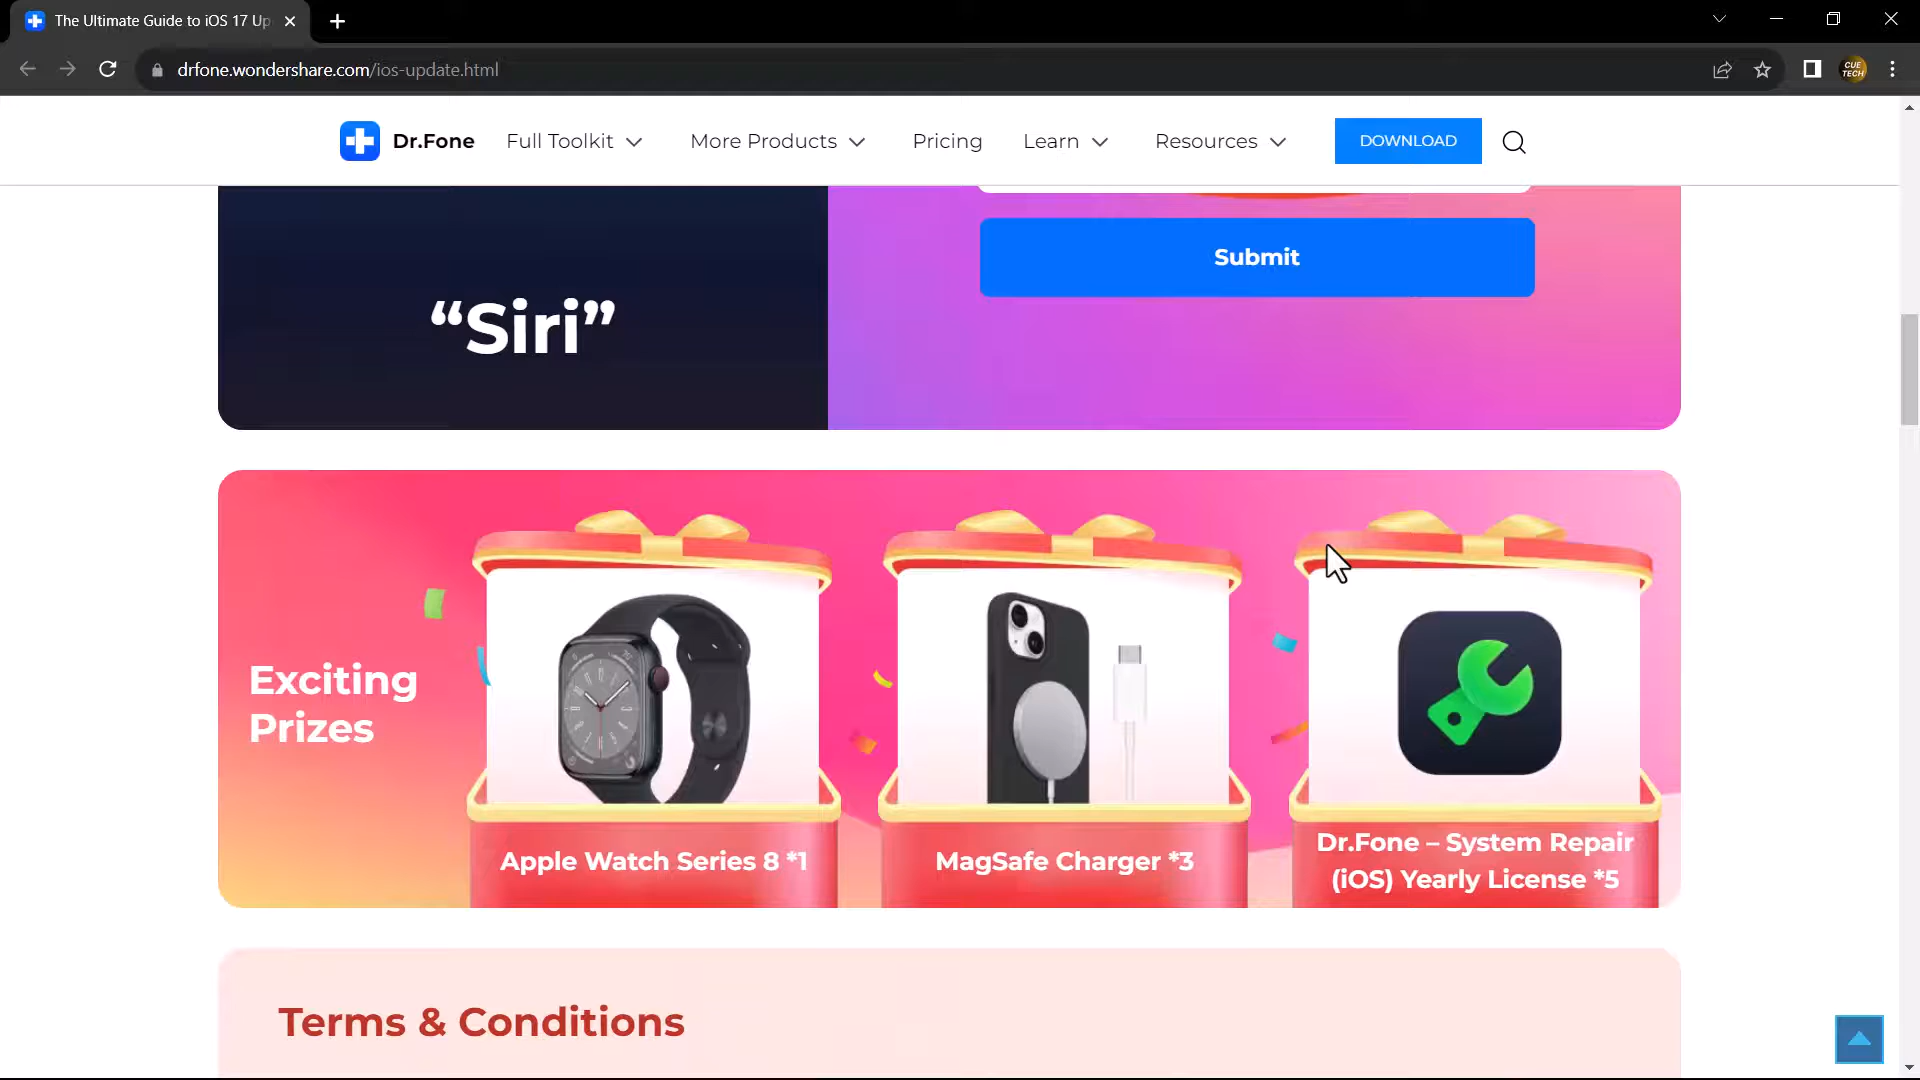 The Ultimate Guide to iOS 17 Up
drfone.wondershare.com/ios-update.html
CUE
TECH
Dr.Fone
Full Toolkit
More Products
Pricing
Learn
Resources
DOWNLOAD
“Siri”
Submit
Exciting
Prizes
Apple Watch Series 8 *1
MagSafe Charger *3
Dr.Fone – System Repair
(iOS) Yearly License *5
Terms & Conditions